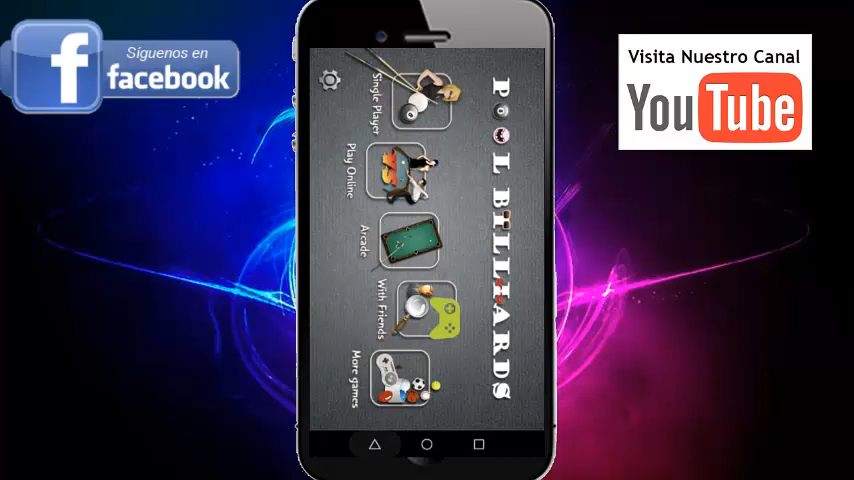 Síguenos en
facebook
Visita Nuestro Canal
YouTube
POOL BILLIARDS
Single Player
Play Online
Arcade
With Friends
More games